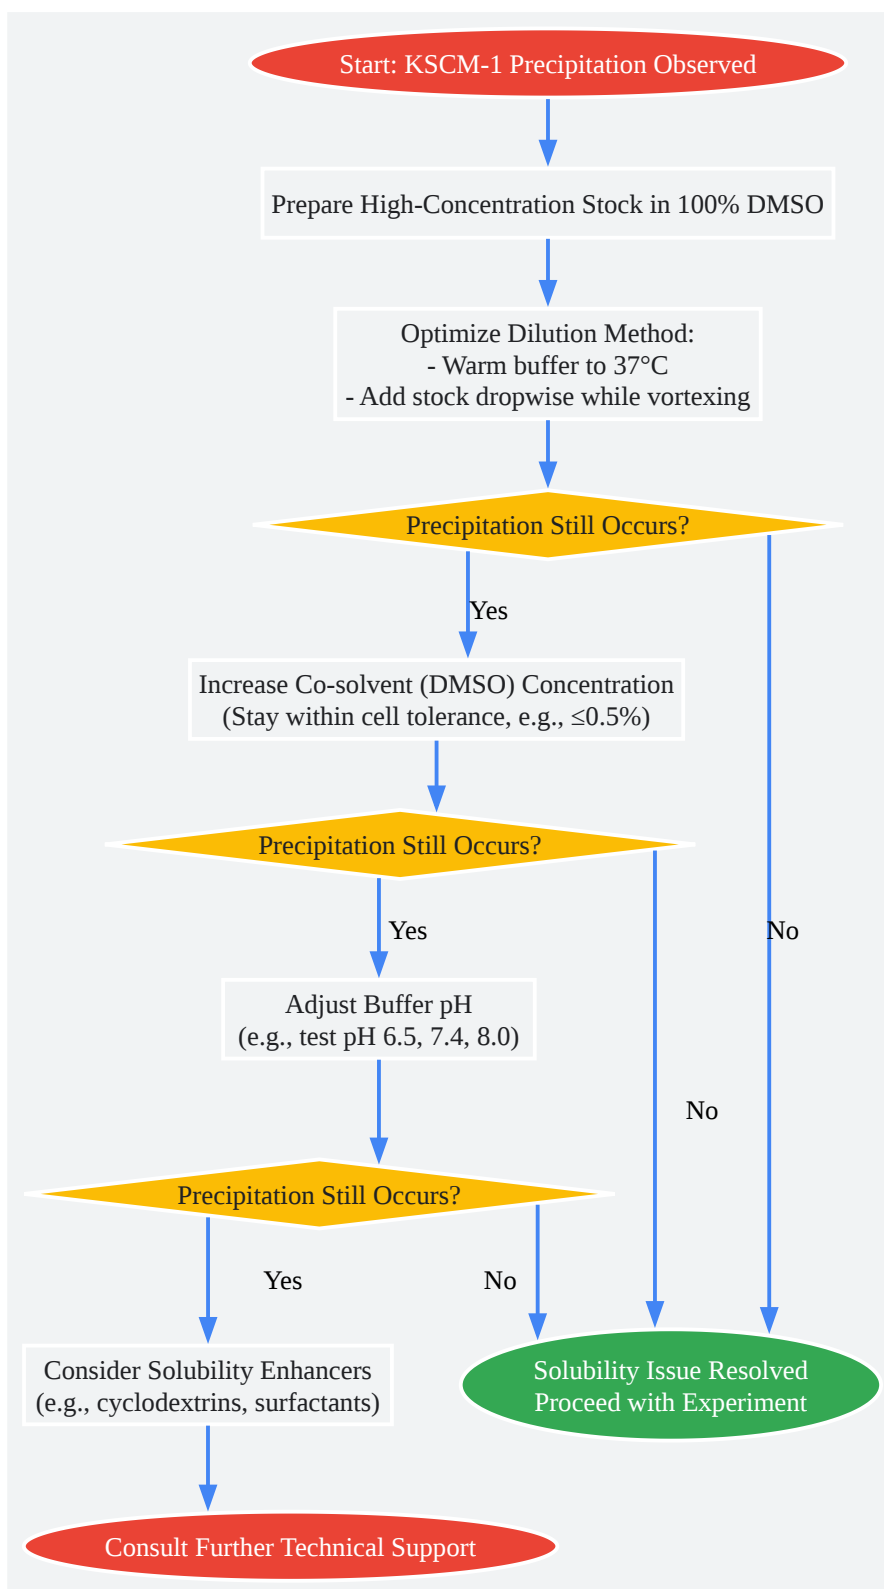 Start: KSCM-1 Precipitation Observed
Prepare High-Concentration Stock in 100% DMSO
Optimize Dilution Method:
- Warm buffer to 37°C
- Add stock dropwise while vortexing
Precipitation Still Occurs?
Yes
Increase Co-solvent (DMSO) Concentration
(Stay within cell tolerance, e.g., ≤0.5%)
Precipitation Still Occurs?
Yes
No
Adjust Buffer pH
(e.g., test pH 6.5, 7.4, 8.0)
No
Precipitation Still Occurs?
Yes
No
Consider Solubility Enhancers
(e.g., cyclodextrins, surfactants)
Solubility Issue Resolved
Proceed with Experiment
Consult Further Technical Support